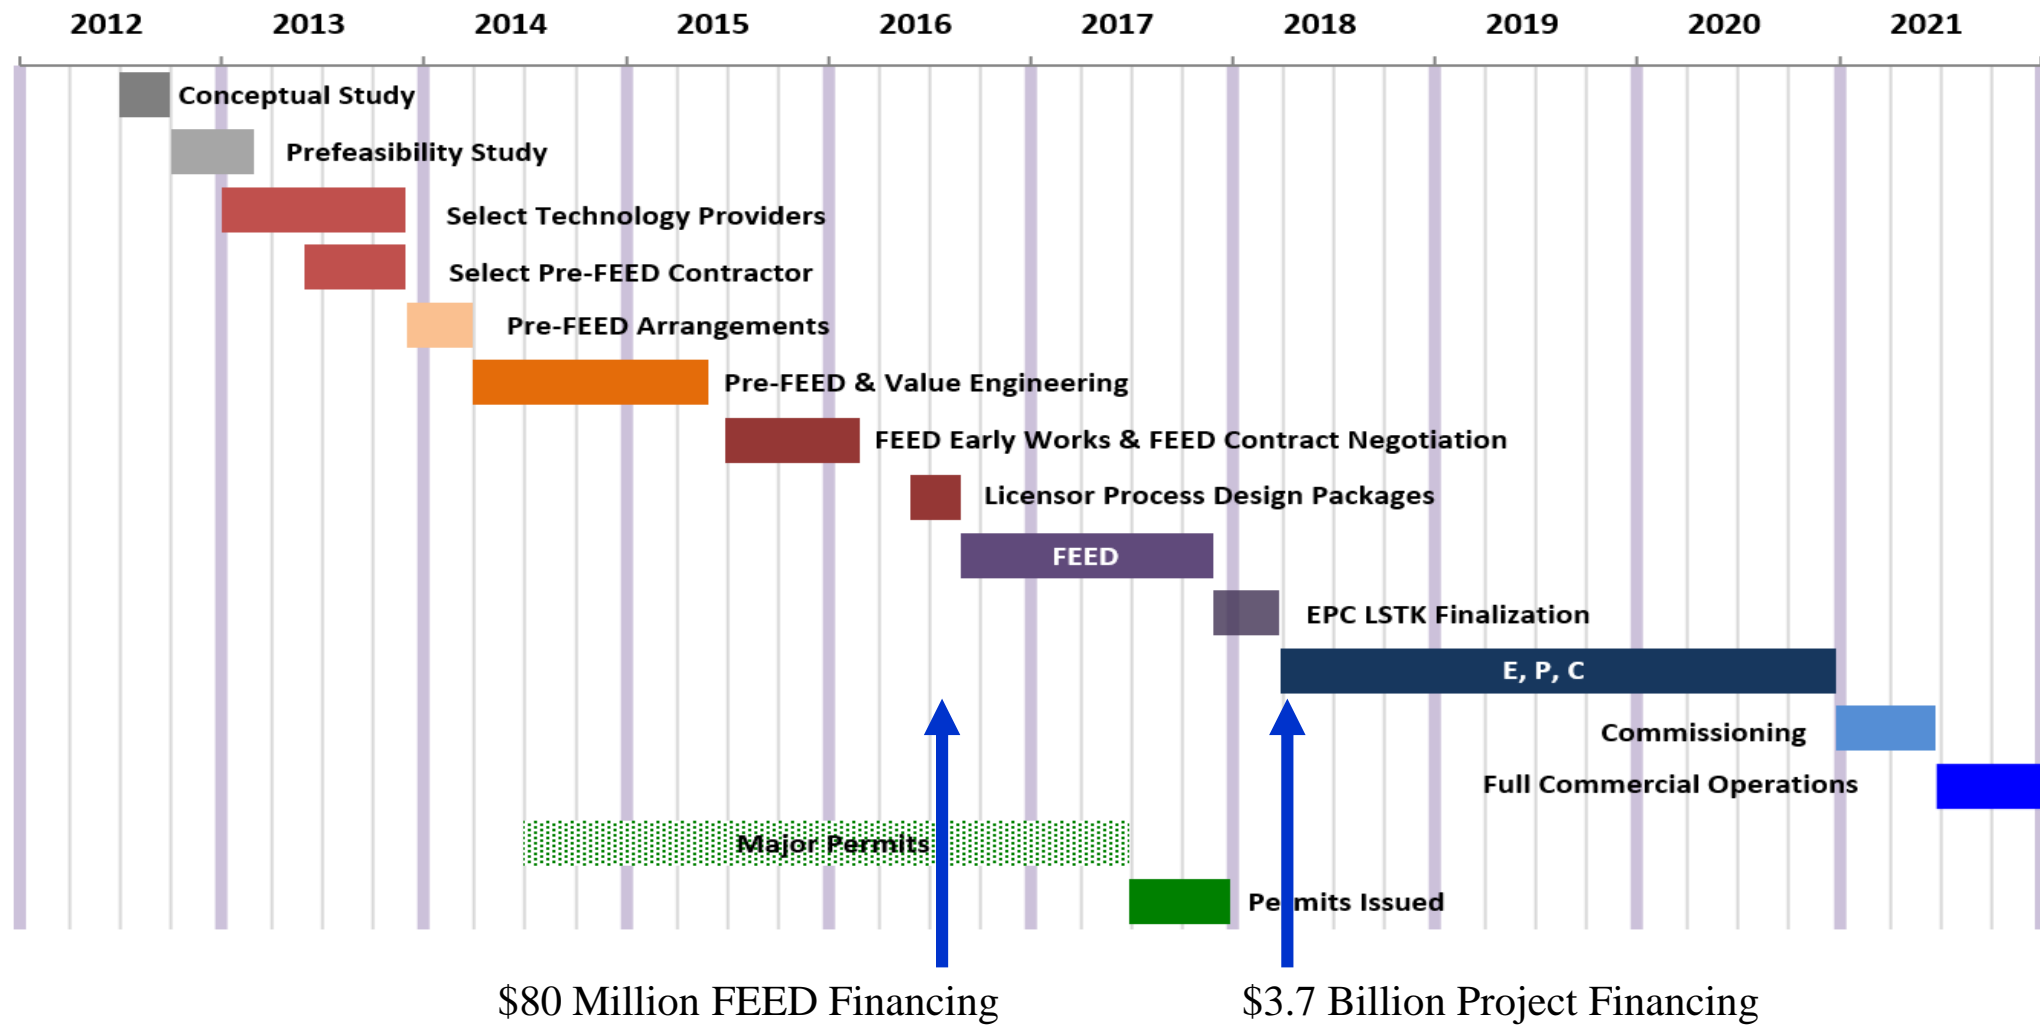 2012 2013 2014 2015 2016 2017 2018 2019 2020 2021
Conceptual Study
Prefeasibility Study
Select Technology Providers
Select Pre-FEED Contractor
Pre-FEED Arrangements
Pre-FEED & Value Engineering
FEED Early Works & FEED Contract Negotiation
Licensor Process Design Packages
FEED
EPC LSTK Finalization
E, P, C
Commissioning
Full Commercial Operations
Major Permits
Permits Issued
$80 Million FEED Financing $3.7 Billion Project Financing